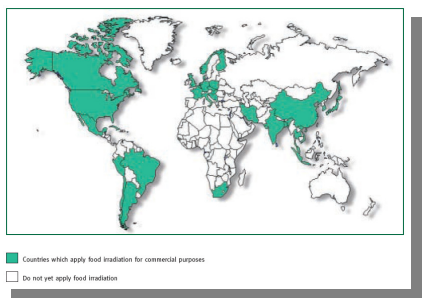 Countries which apply food irradiation for commercial purposes
Do not yet apply food irradiation